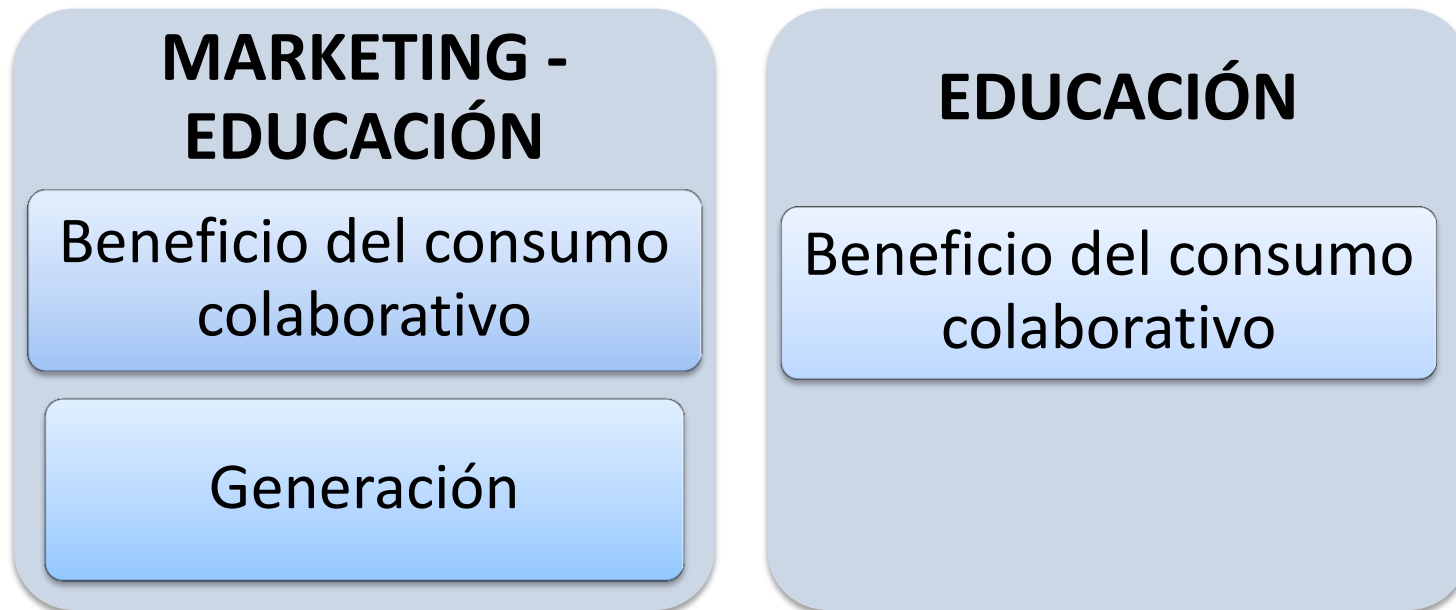 MARKETING -
EDUCACIÓN
Beneficio del consumo
colaborativo
Generación
EDUCACIÓN
Beneficio del consumo
colaborativo